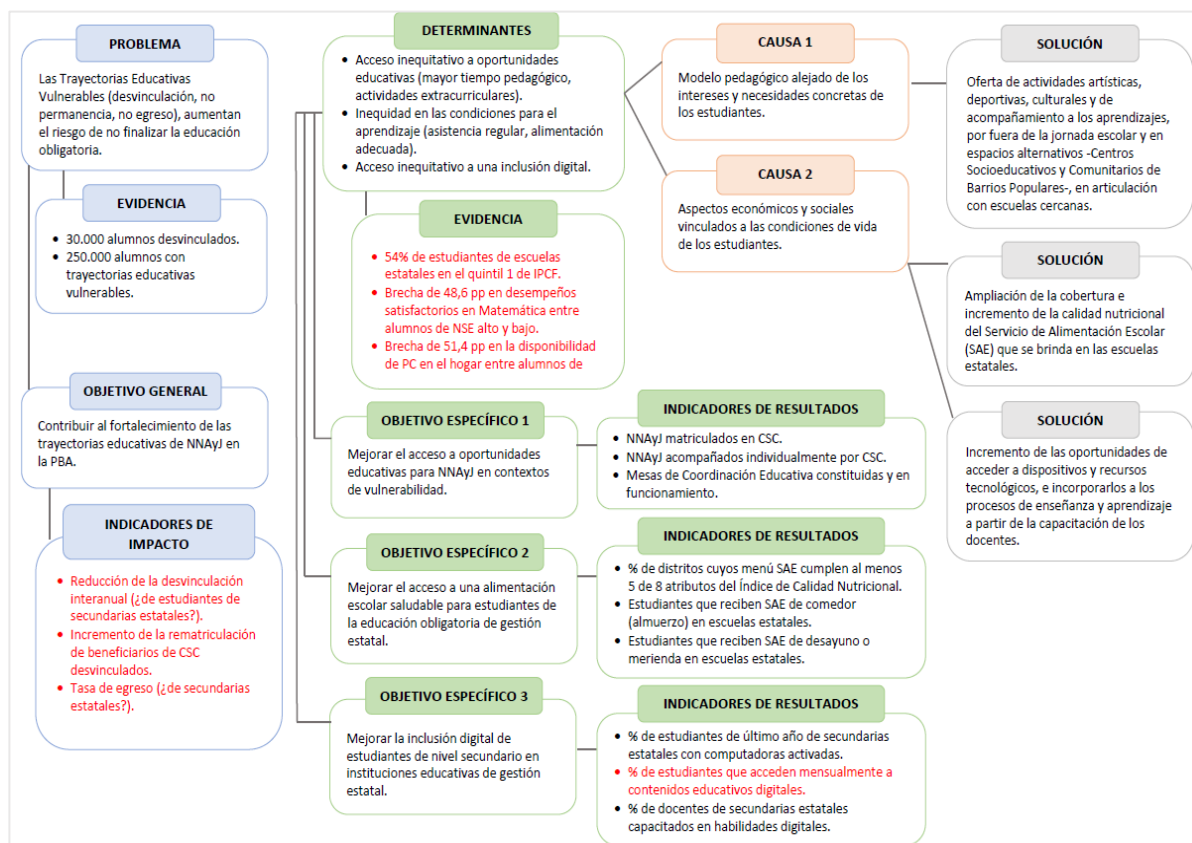 PROBLEMA
Las Trayectorias Educativas
Vulnerables (desvinculación, no
permanencia, no egreso), aumentan
el riesgo de no finalizar la educación
obligatoria.
EVIDENCIA
• 30.000 alumnos desvinculados.
• 250.000 alumnos con
trayectorias educativas
vulnerables.
OBJETIVO GENERAL
Contribuir al fortalecimiento de las
trayectorias educativas de NNAyJ en
la PBA.
INDICADORES DE
IMPACTO
• Reducción de la desvinculación
interanual (¿de estudiantes de
secundarias estatales?).
• Incremento de la rematriculación
de beneficiarios de CSC
desvinculados.
• Tasa de egreso (¿de secundarias
estatales?).
DETERMINANTES
• Acceso inequitativo a oportunidades
educativas (mayor tiempo pedagógico,
actividades extracurriculares).
• Inequidad en las condiciones para el
aprendizaje (asistencia regular, alimentación
adecuada).
• Acceso inequitativo a una inclusión digital.
EVIDENCIA
• 54% de estudiantes de escuelas
estatales en el quintil 1 de IPCF.
• Brecha de 48,6 pp en desempeños
satisfactorios en Matemática entre
alumnos de NSE alto y bajo.
• Brecha de 51,4 pp en la disponibilidad
de PC en el hogar entre alumnos de
OBJETIVO ESPECÍFICO 1
Mejorar el acceso a oportunidades
educativas para NNAyJ en contextos
de vulnerabilidad.
INDICADORES DE RESULTADOS
• NNAyJ matriculados en CSC.
• NNAyJ acompañados individualmente por CSC.
• Mesas de Coordinación Educativa constituidas y en
funcionamiento.
OBJETIVO ESPECÍFICO 2
Mejorar el acceso a una alimentación
escolar saludable para estudiantes de
la educación obligatoria de gestión
estatal.
INDICADORES DE RESULTADOS
• % de distritos cuyos menú SAE cumplen al menos
5 de 8 atributos del Índice de Calidad Nutricional.
• Estudiantes que reciben SAE de comedor
(almuerzo) en escuelas estatales.
• Estudiantes que reciben SAE de desayuno o
merienda en escuelas estatales.
OBJETIVO ESPECÍFICO 3
Mejorar la inclusión digital de
estudiantes de nivel secundario en
instituciones educativas de gestión
estatal.
INDICADORES DE RESULTADOS
• % de estudiantes de último año de secundarias
estatales con computadoras activadas.
• % de estudiantes que acceden mensualmente a
contenidos educativos digitales.
• % de docentes de secundarias estatales
capacitados en habilidades digitales.
CAUSA 1
Modelo pedagógico alejado de los
intereses y necesidades concretas de
los estudiantes.
CAUSA 2
Aspectos económicos y sociales
vinculados a las condiciones de vida
de los estudiantes.
SOLUCIÓN
Oferta de actividades artísticas,
deportivas, culturales y de
acompañamiento a los aprendizajes,
por fuera de la jornada escolar y en
espacios alternativos -Centros
Socioeducativos y Comunitarios de
Barrios Populares-, en articulación
con escuelas cercanas.
SOLUCIÓN
Ampliación de la cobertura e
incremento de la calidad nutricional
del Servicio de Alimentación Escolar
(SAE) que se brinda en las escuelas
estatales.
SOLUCIÓN
Incremento de las oportunidades de
acceder a dispositivos y recursos
tecnológicos, e incorporarlos a los
procesos de enseñanza y aprendizaje
a partir de la capacitación de los
docentes.